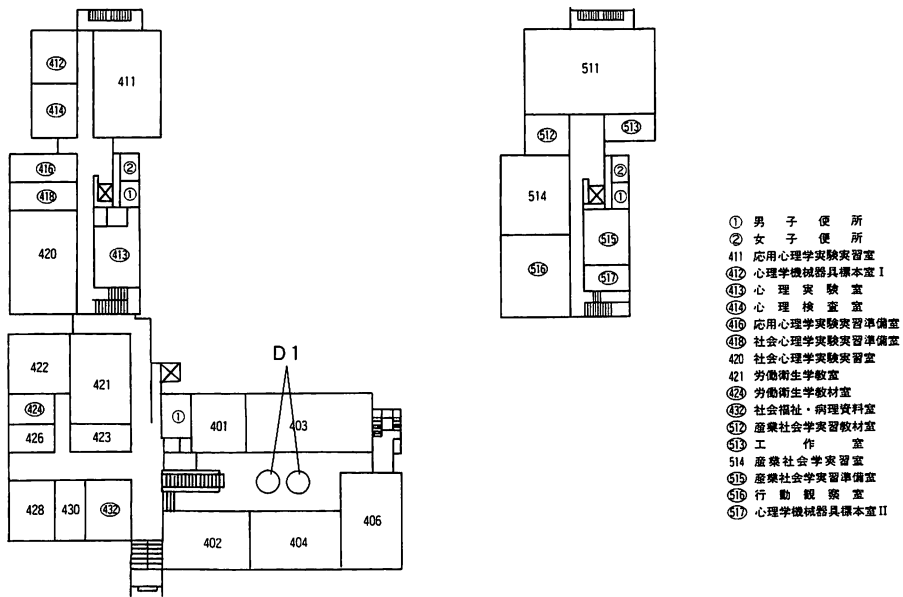 412
411
414
416
②
418
①
420
413
422
421
D1
424
①
401
403
426
423
406
428
430
432
402
404
511
512
513
②
514
①
515
516
517
① 男子便所
② 女子便所
411 応用心理学実験実習室
412 心理学機械器具標本室I
413 心理実験室
414 心理検査室
416 応用心理学実験実習準備室
418 社会心理学実験実習準備室
420 社会心理学実験実習室
421 労働衛生学教室
424 労働衛生学教材室
432 社会福祉・病理資料室
512 産業社会学実習教材室
513 工作室
514 産業社会学実習室
515 産業社会学実習準備室
516 行動観察室
517 心理学機械器具標本室II